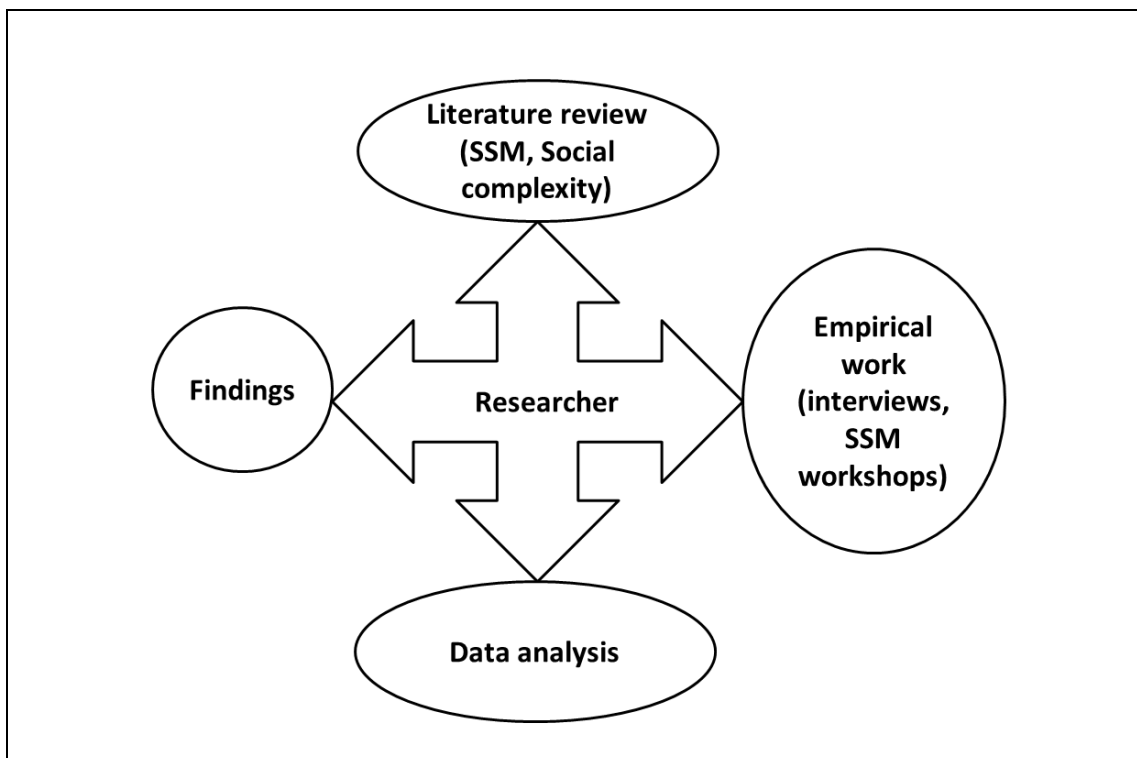 Literature review
(SSM, Social
complexity)
Findings
Researcher
Empirical
work
(interviews,
SSM
workshops)
Data analysis